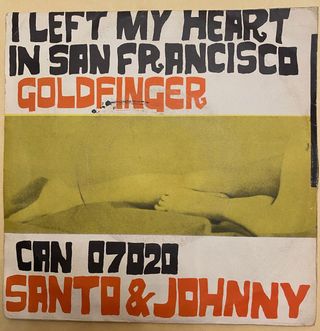 I LEFT MY HEART
IN SAN FRANCISCO
GOLDFINGER
CAN 07020
SANTO & JOHNNY